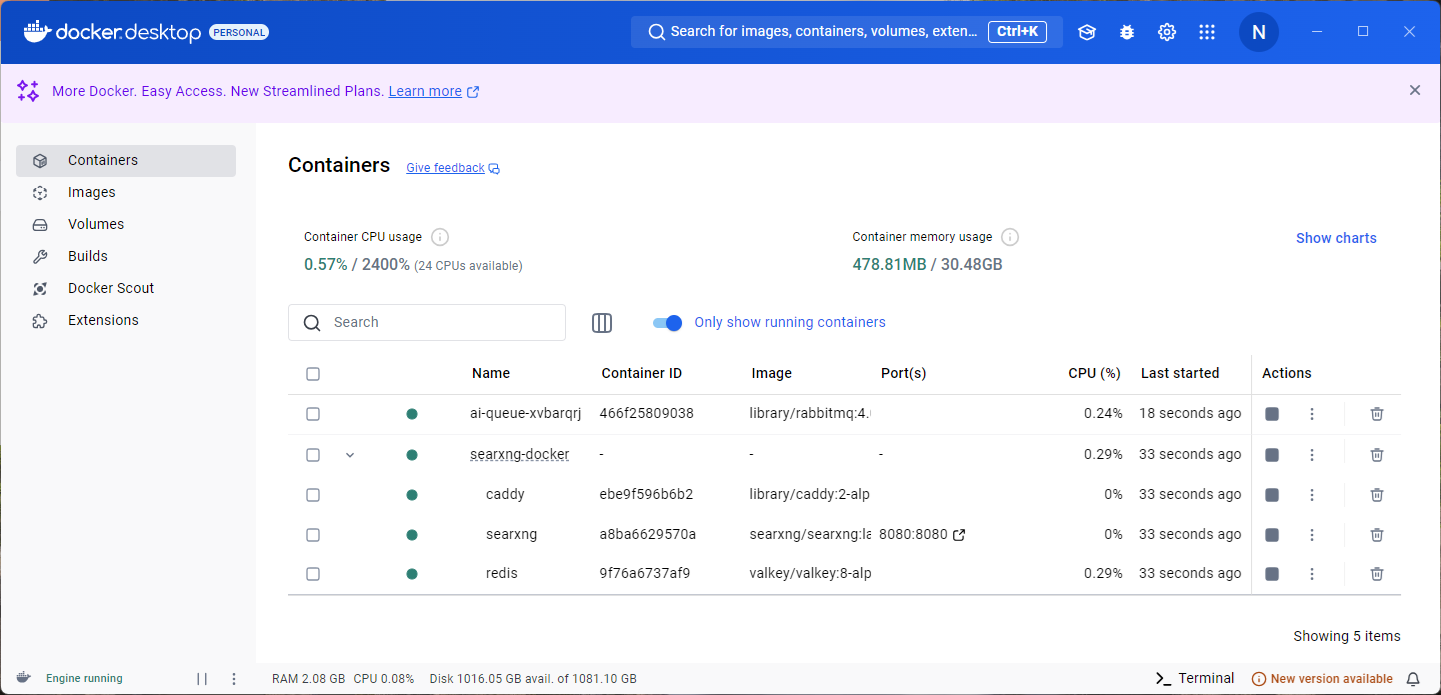 docker.desktop PERSONAL Search for images, containers, volumes, exten... Ctrl+K N
More Docker. Easy Access. New Streamlined Plans. Learn more
Containers
Images
Volumes
Builds
Docker Scout
Extensions
Containers Give feedback
Container CPU usage
0.57% / 2400% (24 CPUs available)
Container memory usage
478.81MB / 30.48GB
Show charts
Search
Only show running containers
Name Container ID Image Port(s) CPU (%) Last started Actions
ai-queue-xvbarqrj 466f25809038 library/rabbitmq:4. 0.24% 18 seconds ago
searxng-docker - - - 0.29% 33 seconds ago
caddy ebe9f596b6b2 library/caddy:2-alp 0% 33 seconds ago
searxng a8ba6629570a searxng/searxng:la 8080:8080 0% 33 seconds ago
redis 9f76a6737af9 valkey/valkey:8-alp 0.29% 33 seconds ago
Showing 5 items
Engine running RAM 2.08 GB CPU 0.08% Disk 1016.05 GB avail. of 1081.10 GB Terminal New version available